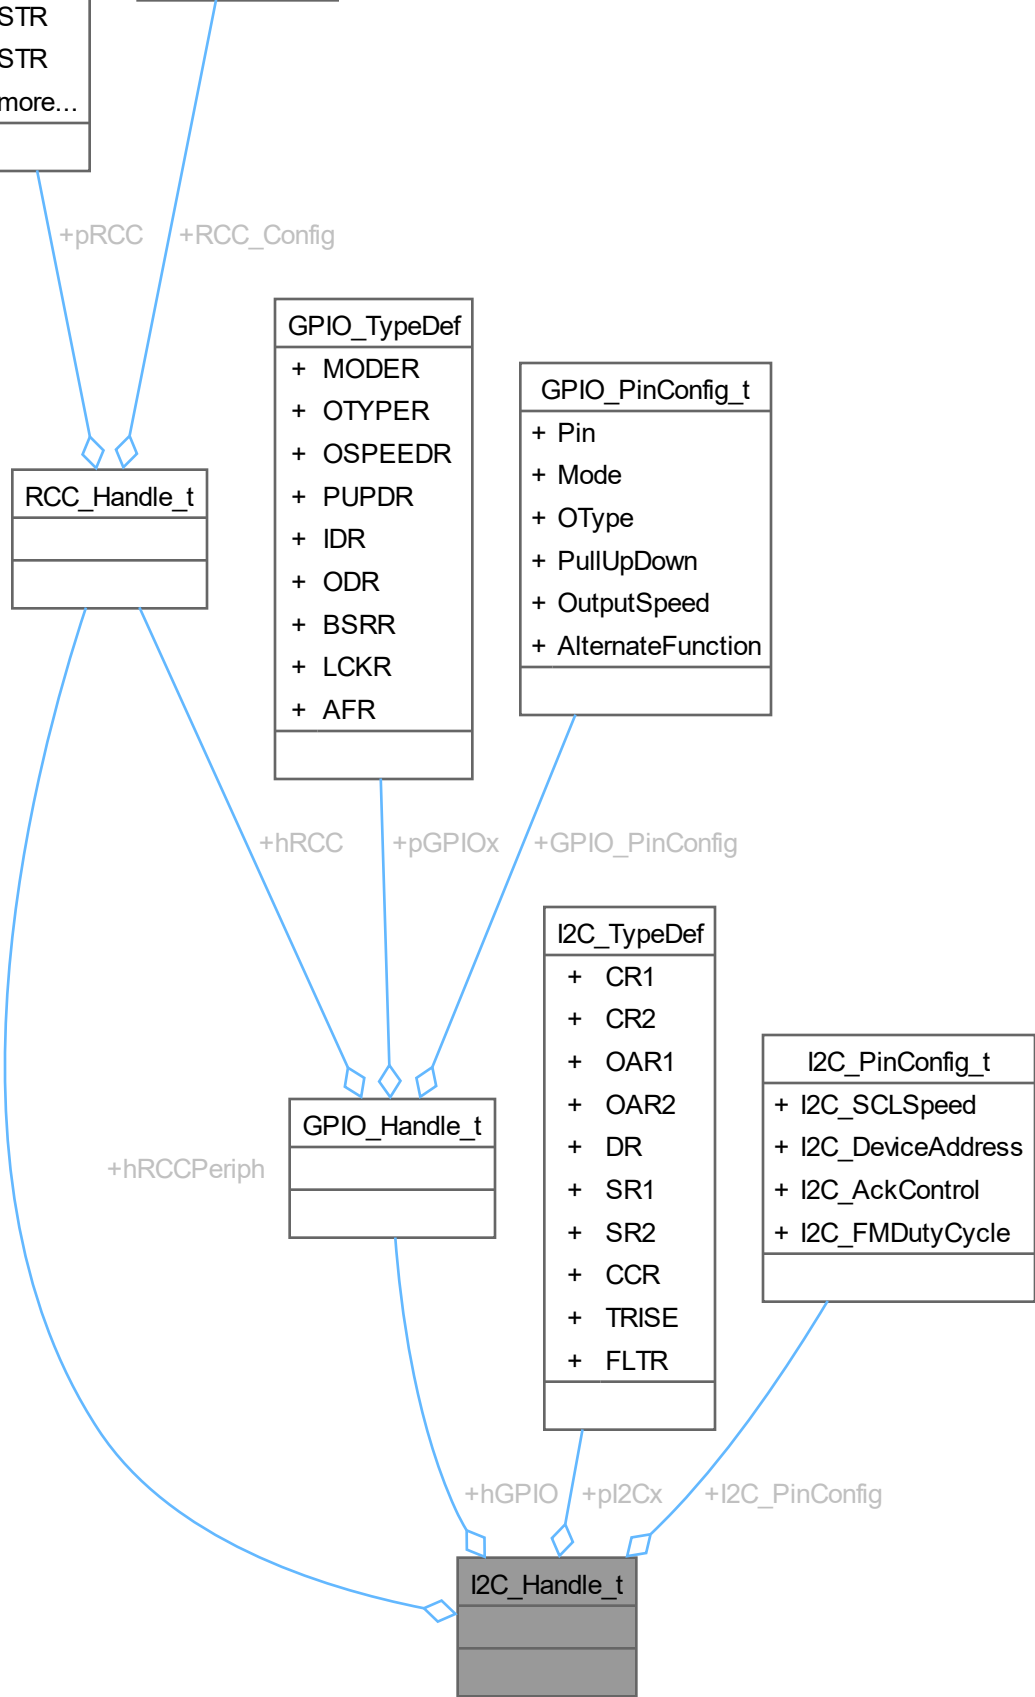 STR
STR
more...
+pRCC
+RCC_Config
RCC_Handle_t
GPIO_TypeDef
+ MODER
+ OTYPER
+ OSPEEDR
+ PUPDR
+ IDR
+ ODR
+ BSRR
+ LCKR
+ AFR
GPIO_PinConfig_t
+ Pin
+ Mode
+ OType
+ PullUpDown
+ OutputSpeed
+ AlternateFunction
+hRCC
+pGPIOx
+GPIO_PinConfig
GPIO_Handle_t
I2C_TypeDef
+ CR1
+ CR2
+ OAR1
+ OAR2
+ DR
+ SR1
+ SR2
+ CCR
+ TRISE
+ FLTR
I2C_PinConfig_t
+ I2C_SCLSpeed
+ I2C_DeviceAddress
+ I2C_AckControl
+ I2C_FMDutyCycle
+hRCCPeriph
+hGPIO
+pI2Cx
+I2C_PinConfig
I2C_Handle_t